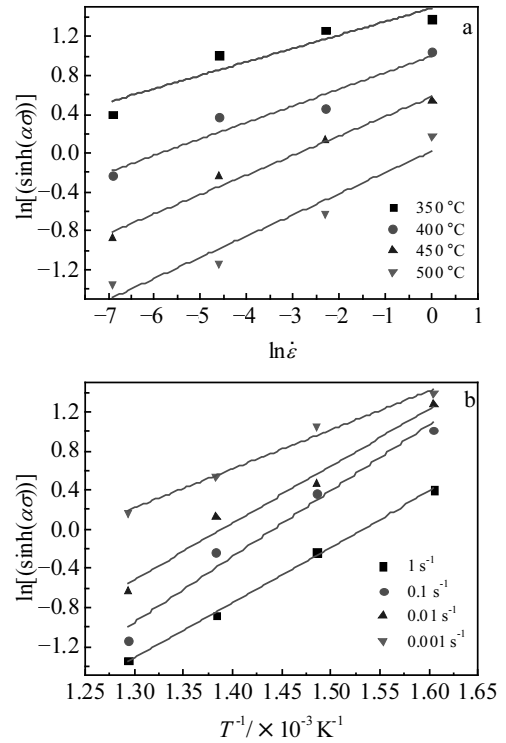 a
1.2
0.8
0.4
0.0
−0.4
−0.8
−1.2
ln[(sinh(ασ))]
350 °C
400 °C
450 °C
500 °C
−7 −6 −5 −4 −3 −2 −1 0 1
lnε̇
b
1.2
0.8
0.4
0.0
−0.4
−0.8
−1.2
ln[(sinh(ασ))]
1 s⁻¹
0.1 s⁻¹
0.01 s⁻¹
0.001 s⁻¹
1.25 1.30 1.35 1.40 1.45 1.50 1.55 1.60 1.65
T⁻¹/× 10⁻³ K⁻¹